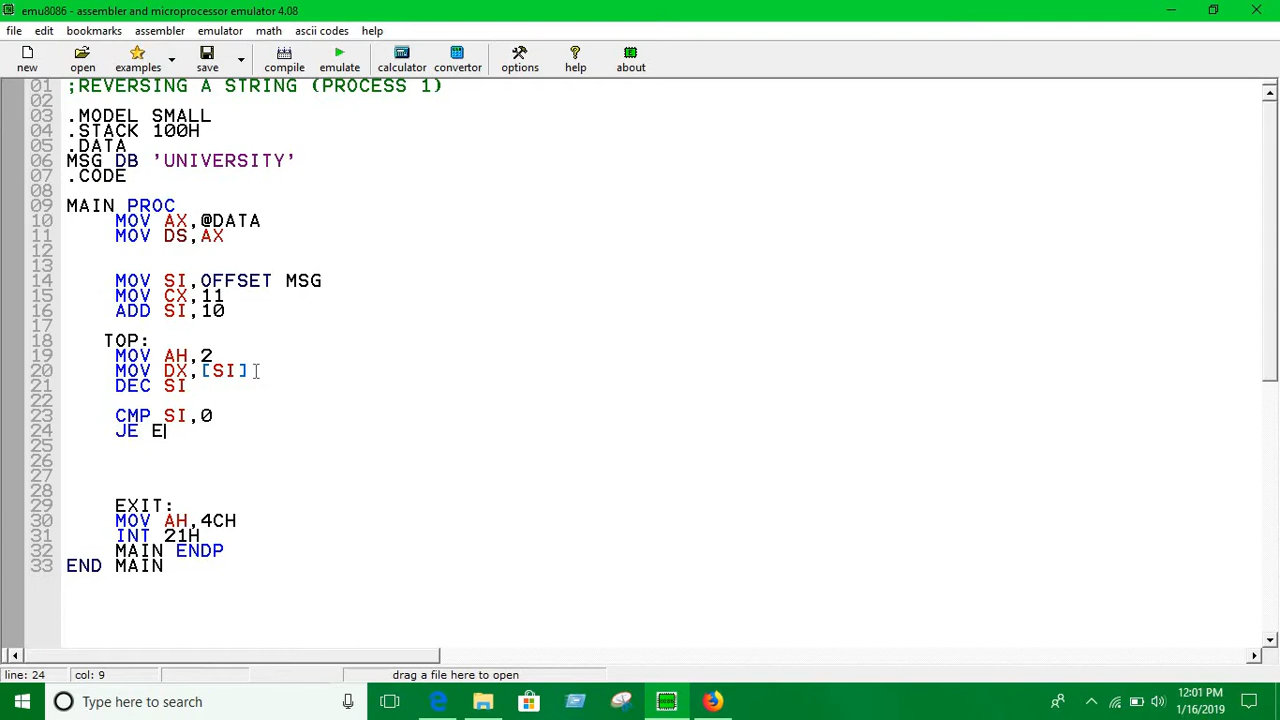 emu8086 - assembler and microprocessor emulator 4.08
file edit bookmarks assembler emulator math ascii codes help
new open examples save compile emulate calculator convertor options help about
01 ;REVERSING A STRING (PROCESS 1)
02
03 .MODEL SMALL
04 .STACK 100H
05 .DATA
06 MSG DB 'UNIVERSITY'
07 .CODE
08
09 MAIN PROC
10 MOV AX,@DATA
11 MOV DS,AX
12
13
14 MOV SI,OFFSET MSG
15 MOV CX,11
16 ADD SI,10
17
18 TOP:
19 MOV AH,2
20 MOV DX,[SI]
21 DEC SI
22
23 CMP SI,0
24 JE E
25
26
27
28
29 EXIT:
30 MOV AH,4CH
31 INT 21H
32 MAIN ENDP
33 END MAIN
line: 24 col: 9 drag a file here to open
Type here to search
12:01 PM
1/16/2019